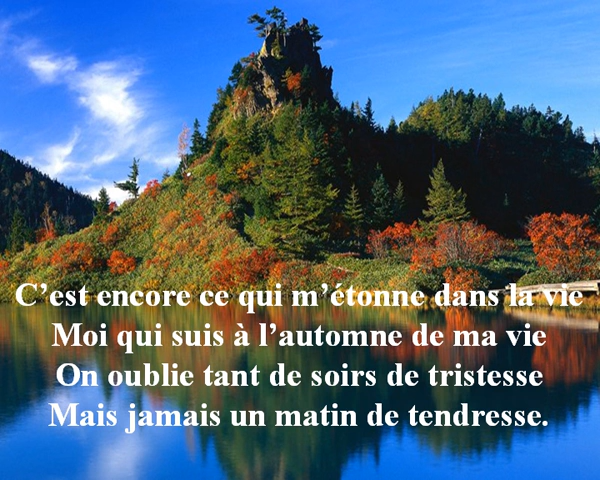 C’est encore ce qui m’étonne dans la vie
Moi qui suis à l’automne de ma vie
On oublie tant de soirs de tristesse
Mais jamais un matin de tendresse.